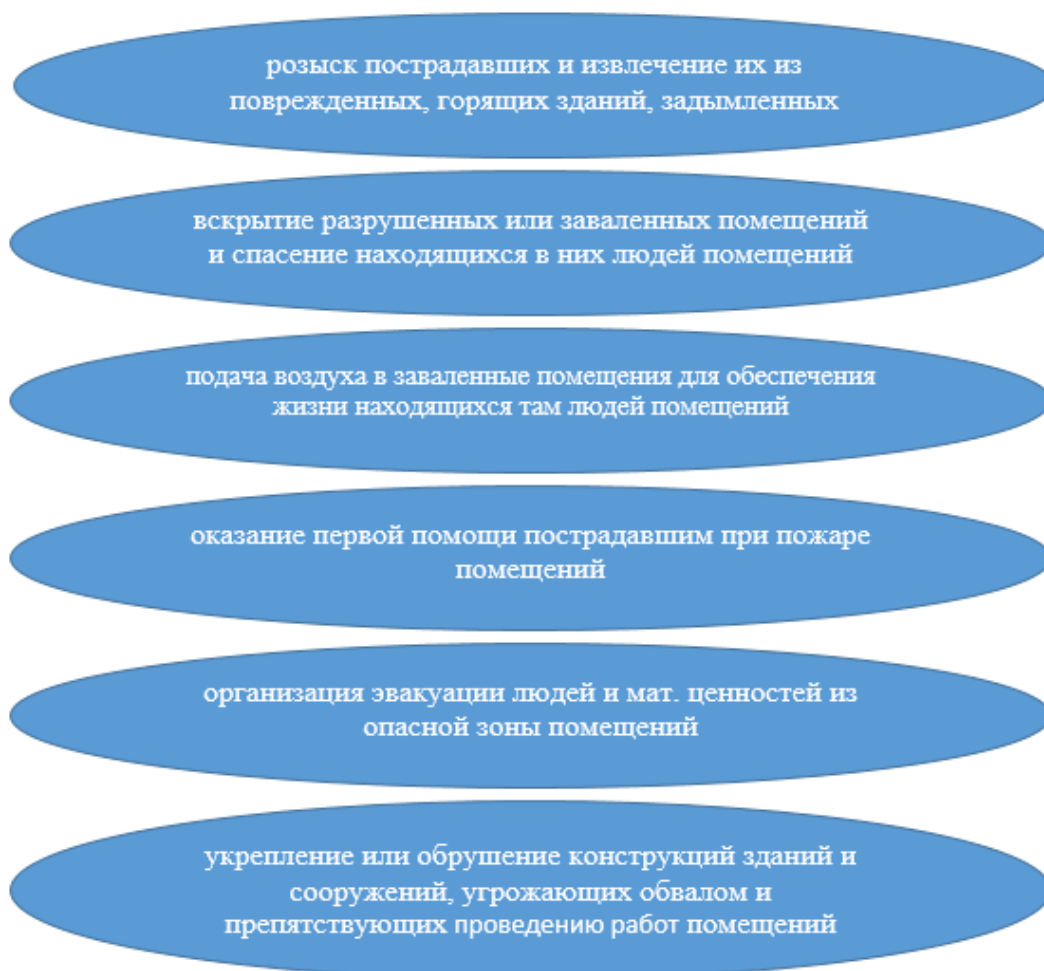 розыск пострадавших и извлечение их из
поврежденных, горящих зданий, задымленных
вскрытие разрушенных или заваленных помещений
и спасение находящихся в них людей помещений
подача воздуха в заваленные помещения для обеспечения
жизни находящихся там людей помещений
оказание первой помощи пострадавшим при пожаре
помещений
организация эвакуации людей и мат. ценностей из
опасной зоны помещений
укрепление или обрушение конструкций зданий и
сооружений, угрожающих обвалом и
препятствующих проведению работ помещений